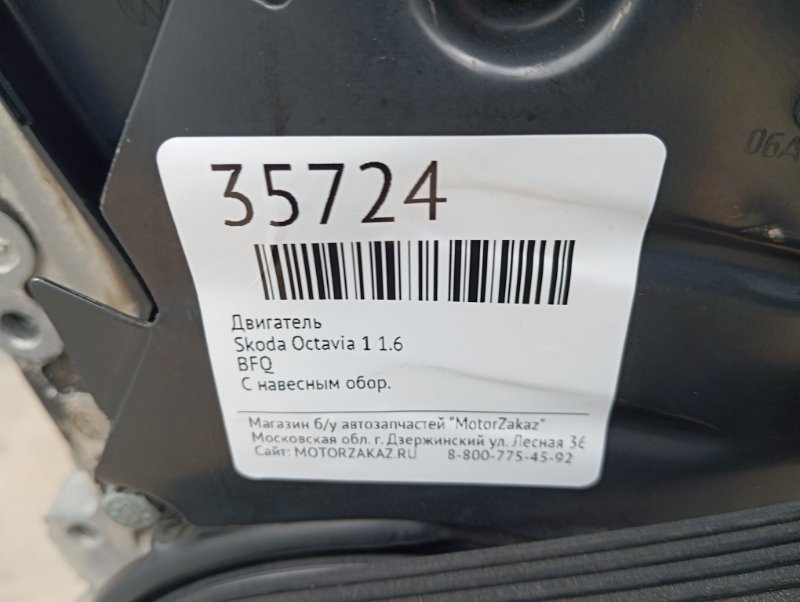 35724
Двигатель
Skoda Octavia 1 1.6
BFQ
С навесным обор.
Магазин б/у автозапчастей "MotorZakaz"
Московская обл. г. Дзержинский ул. Лесная 36
Сайт: MOTORZAKAZ.RU 8-800-775-45-92
06A